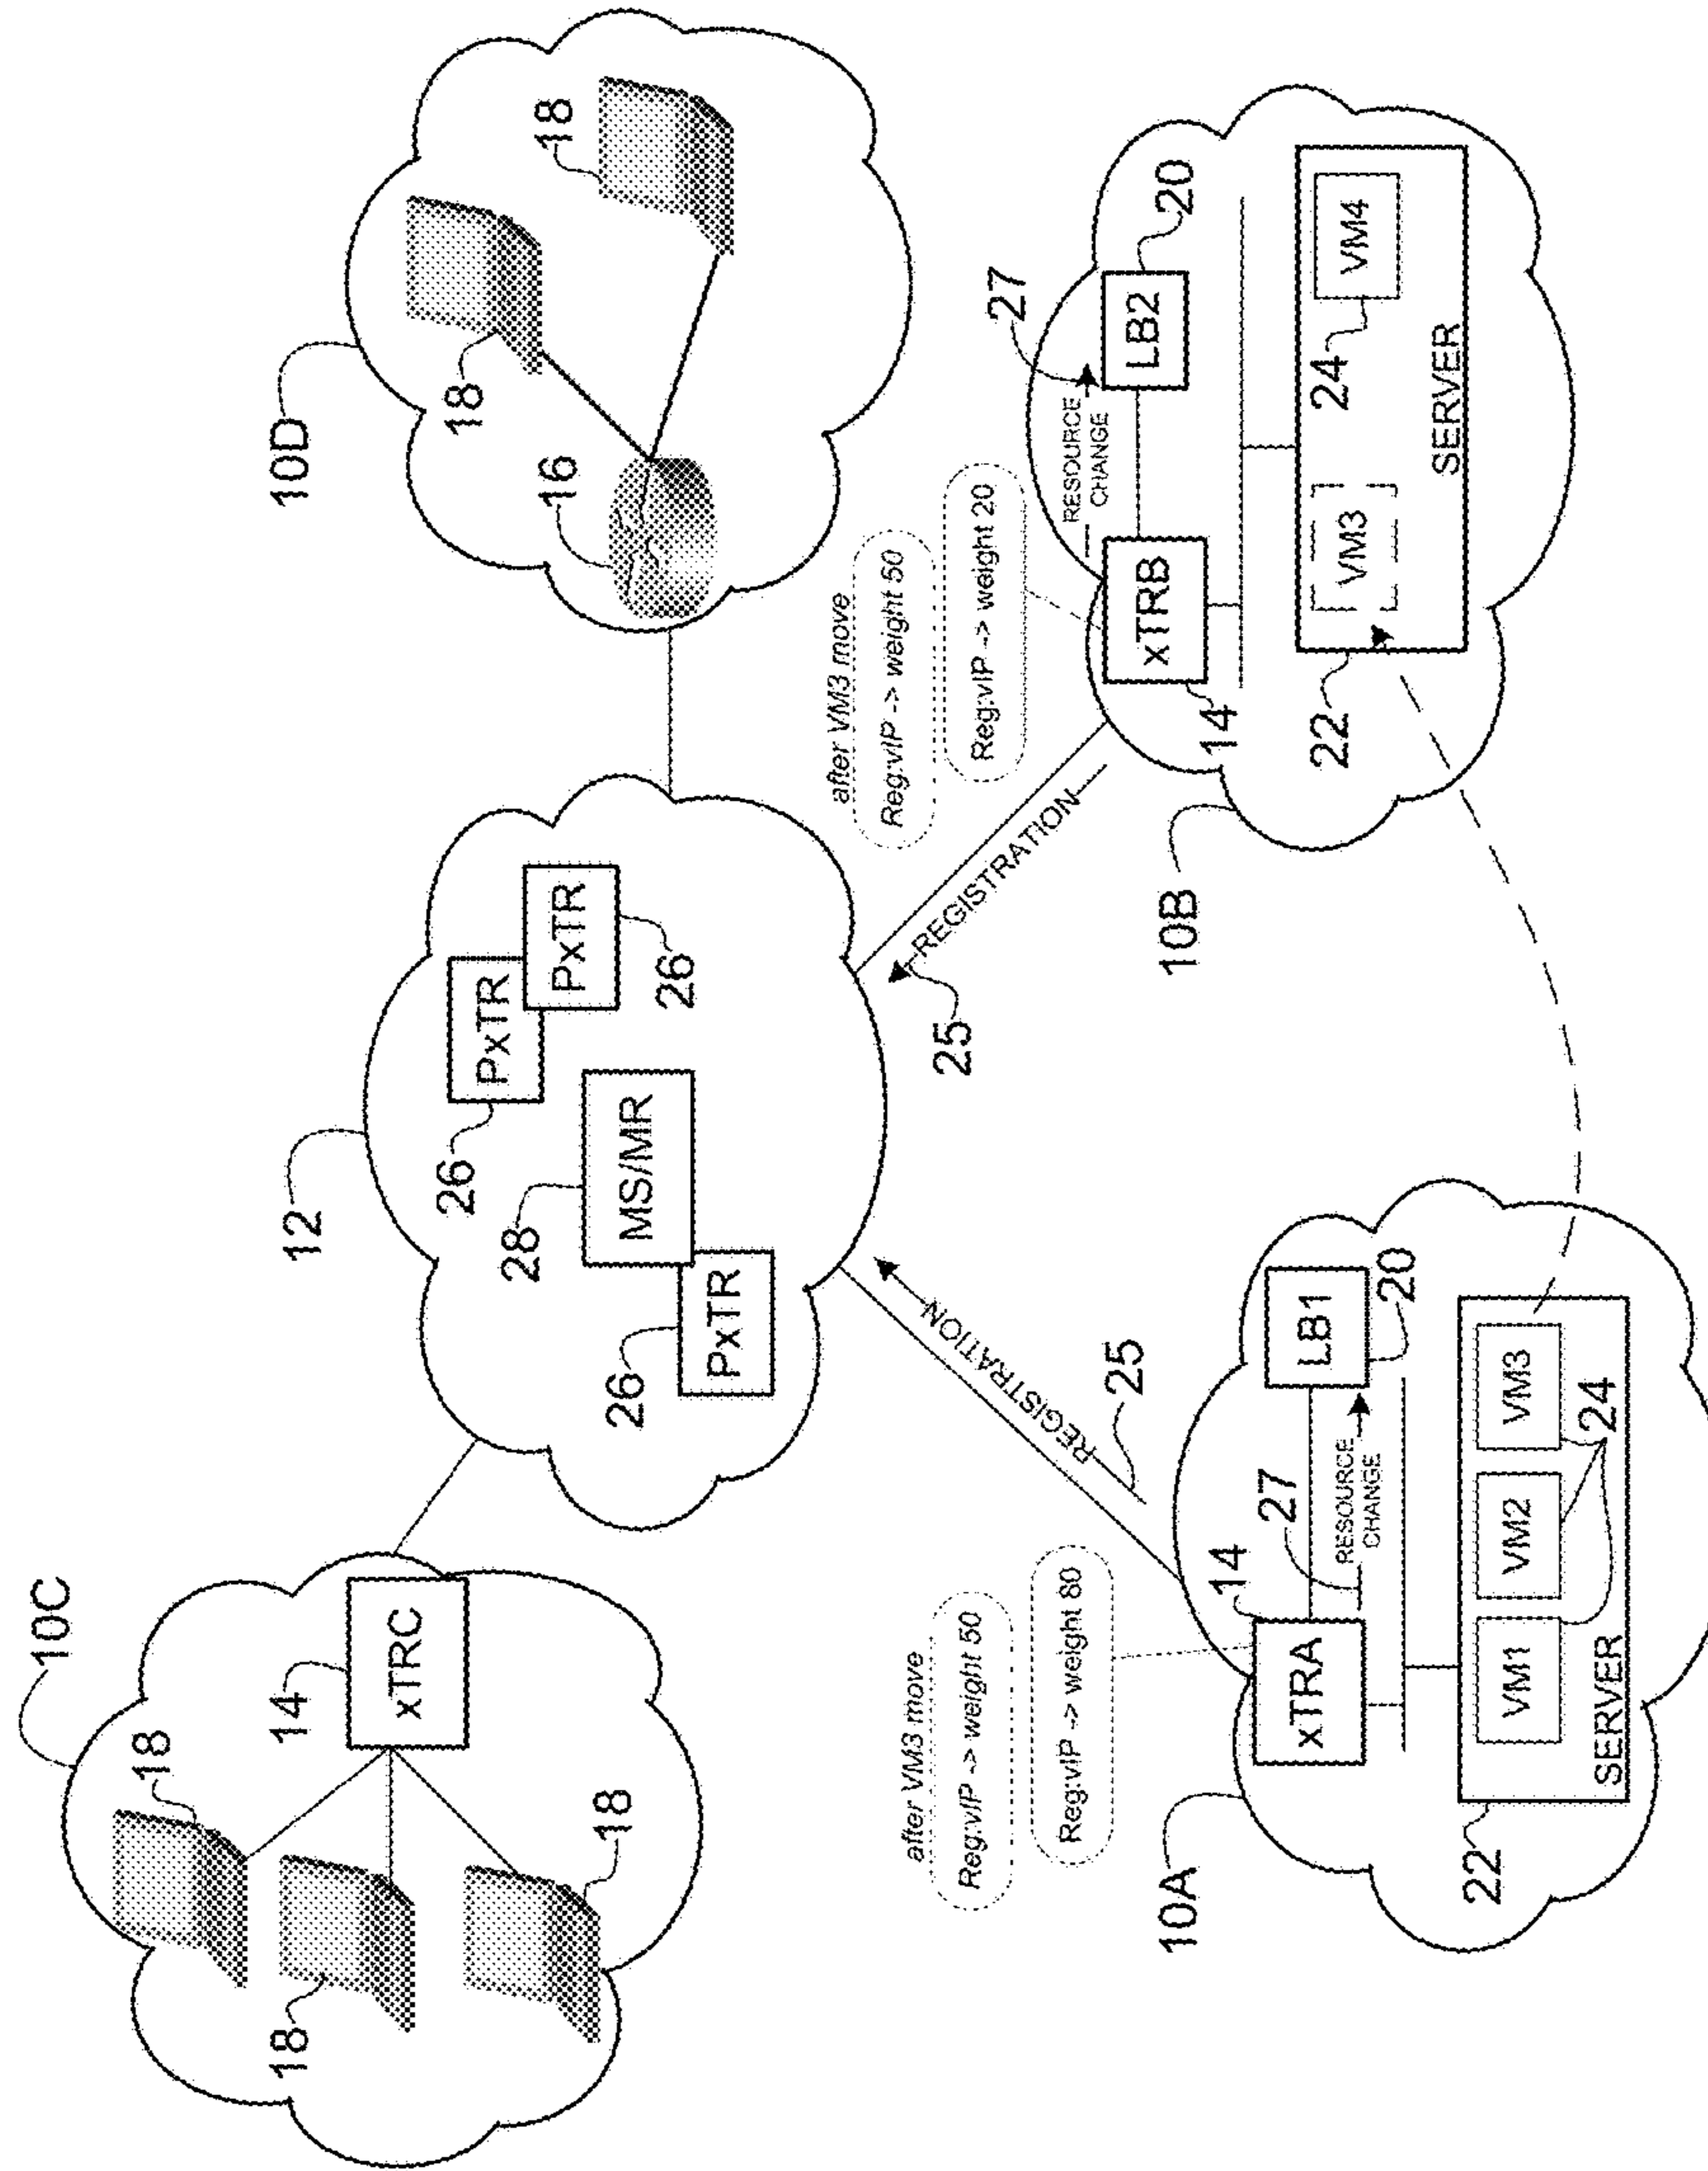 10C
18
18
18
14
xTRC
12
26
PxTR
PxTR
26
28
MS/MR
26
PxTR
10D
18
18
16
REGISTRATION
25
REGISTRATION
25
after VM3 move
Reg:vIP -> weight 50
Reg:vIP -> weight 80
10A
14
xTRA
27
RESOURCE
CHANGE
LB1
20
22
VM1
VM2
VM3
24
SERVER
after VM3 move
Reg:vIP -> weight 50
Reg:vIP -> weight 20
10B
14
xTRB
27
RESOURCE
CHANGE
LB2
20
22
VM3
24
VM4
SERVER